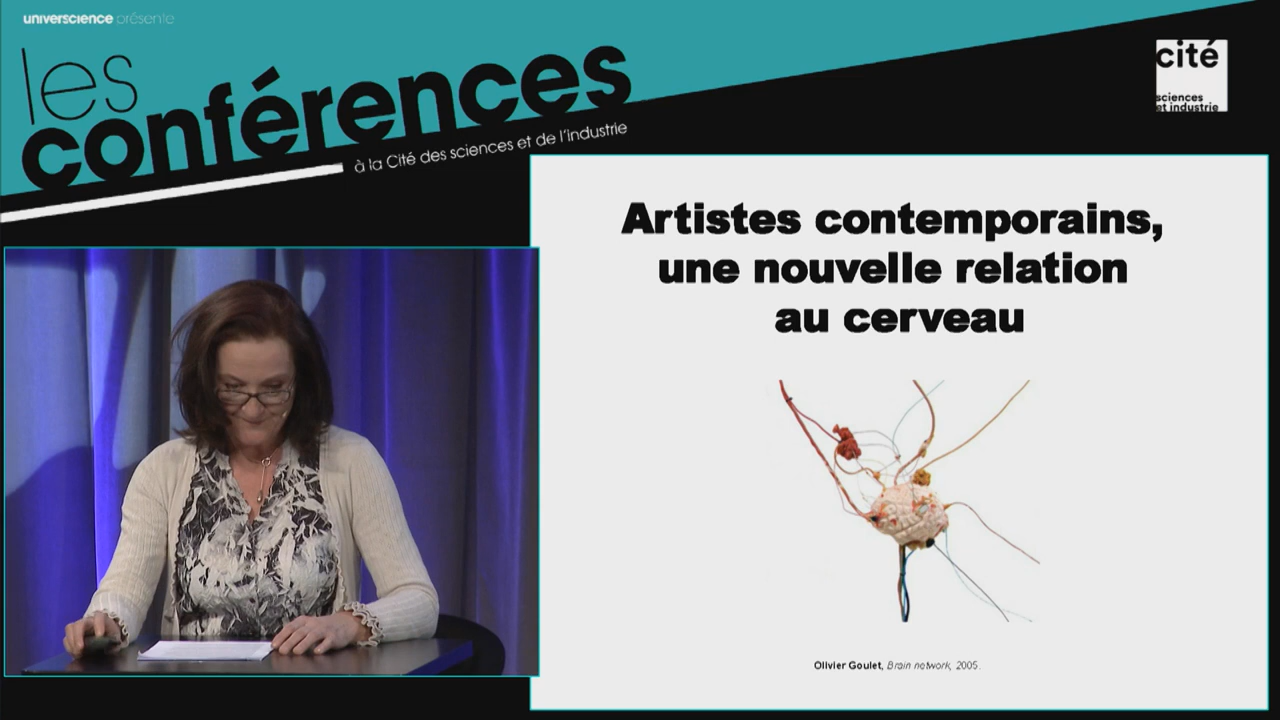 universcience présente
les
conférences
à la Cité des sciences et de l'industrie
cité
sciences
et industrie
Artistes contemporains,
une nouvelle relation
au cerveau
Olivier Goulet, Brain network, 2005.